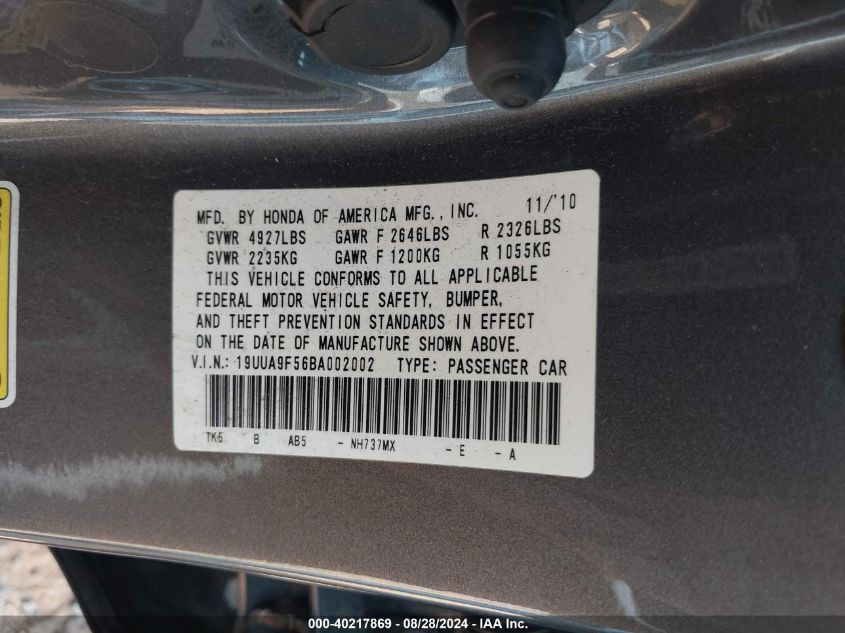 MFD. BY HONDA OF AMERICA MFG., INC. 11/'10
GVWR 4927LBS GAWR F 2646LBS R 2326LBS
GVWR 2235KG GAWR F 1200KG R 1055KG
THIS VEHICLE CONFORMS TO ALL APPLICABLE
FEDERAL MOTOR VEHICLE SAFETY, BUMPER,
AND THEFT PREVENTION STANDARDS IN EFFECT
ON THE DATE OF MANUFACTURE SHOWN ABOVE.
V.I.N.: 19UUA9F56BA002002 TYPE: PASSENGER CAR
TK5 B AB5 - NH737MX - E - A
000-40217869 - 08/28/2024 - IAA Inc.